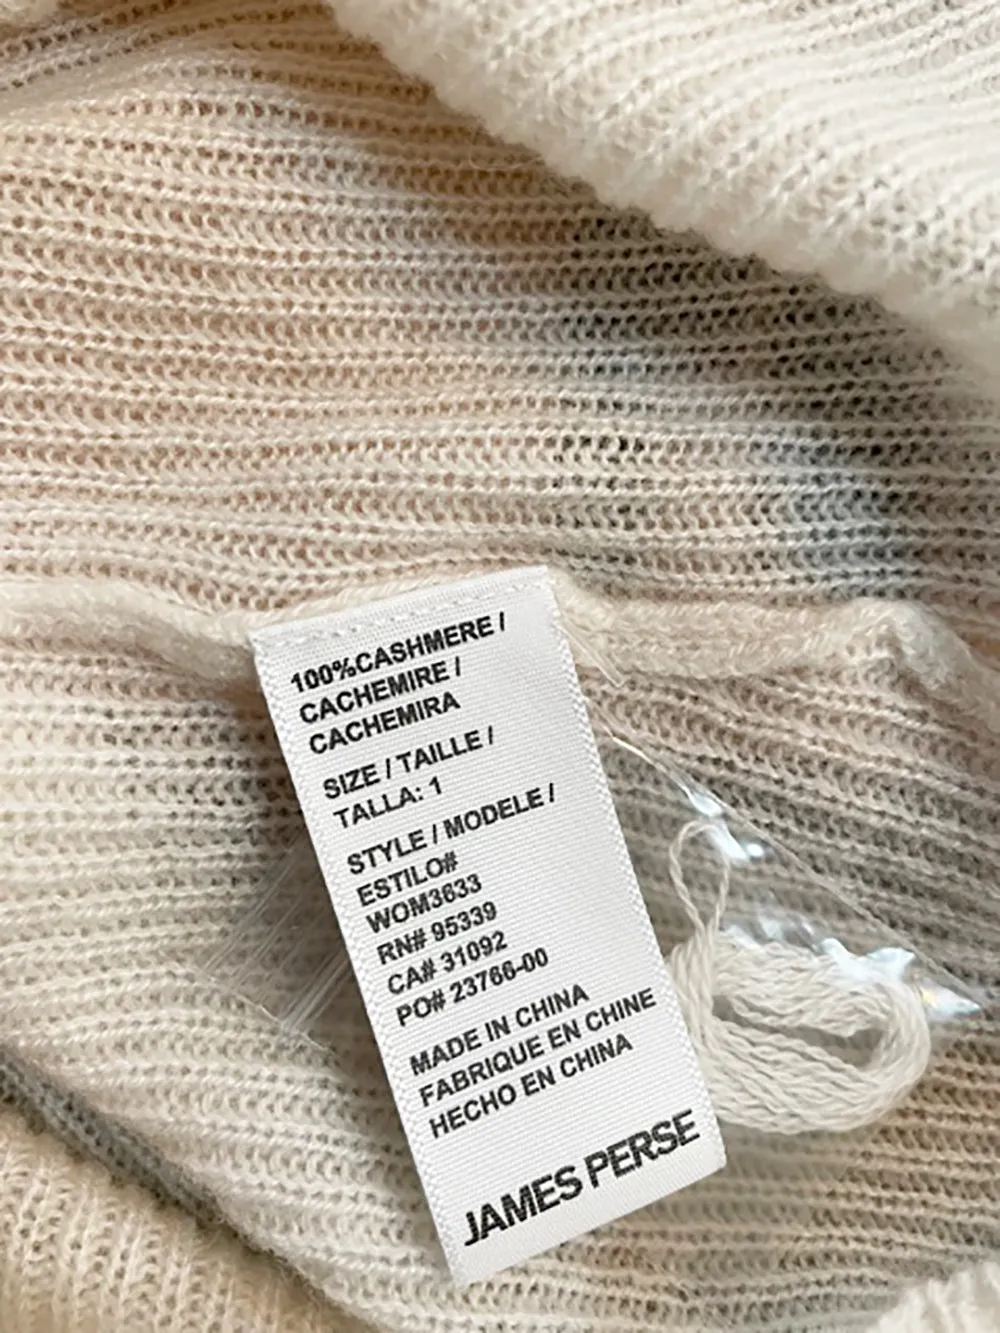 100%CASHMERE /
CACHEMIRE /
CACHEMIRA
SIZE / TAILLE /
TALLA: 1
STYLE / MODELE /
ESTILO#
WOM3633
RN# 95339
CA# 31092
PO# 23766-00
MADE IN CHINA
FABRIQUE EN CHINE
HECHO EN CHINA
JAMES PERSE